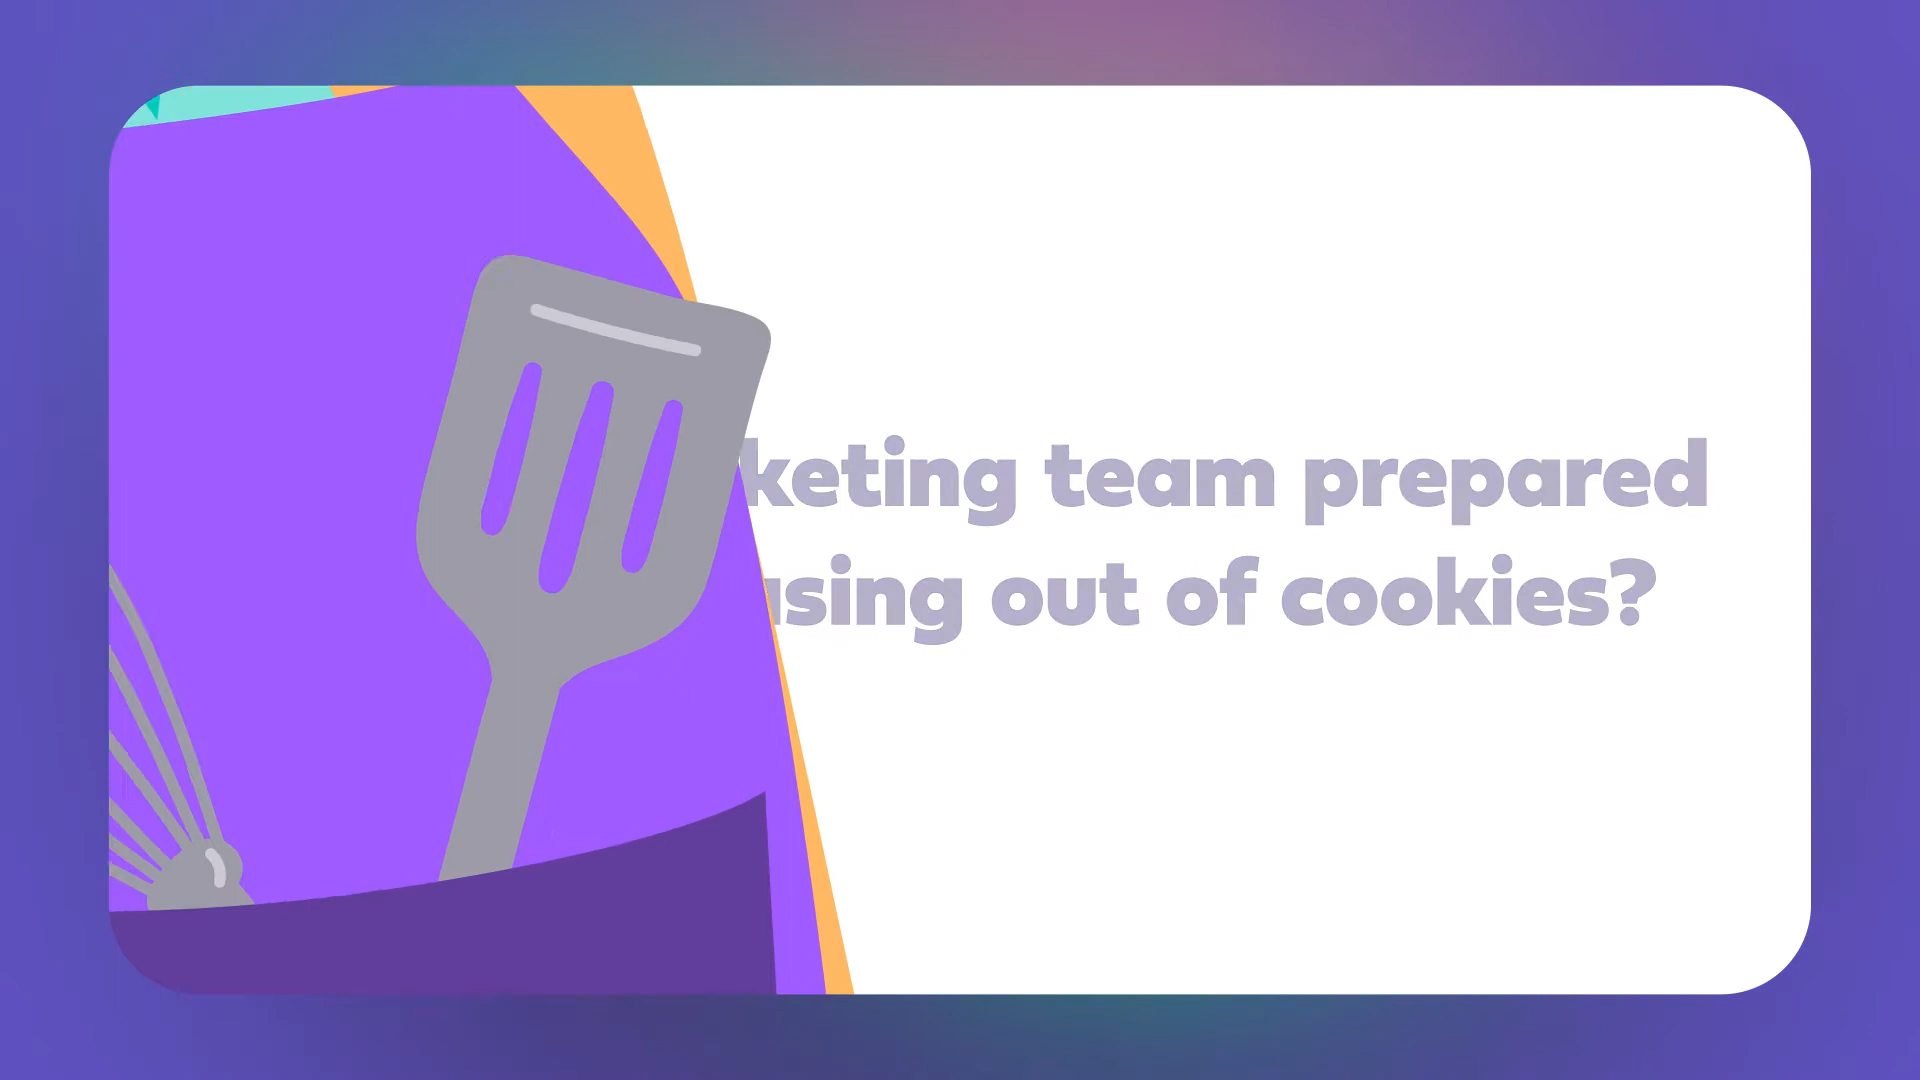 keting team prepared
sing out of cookies?